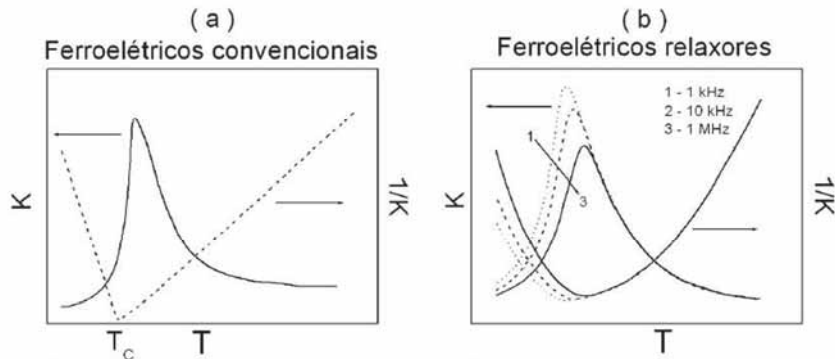 ( a )
Ferroelétricos convencionais
K
1/K
T_C
T
( b )
Ferroelétricos relaxores
1 - 1 kHz
2 - 10 kHz
3 - 1 MHz
1
3
K
1/K
T